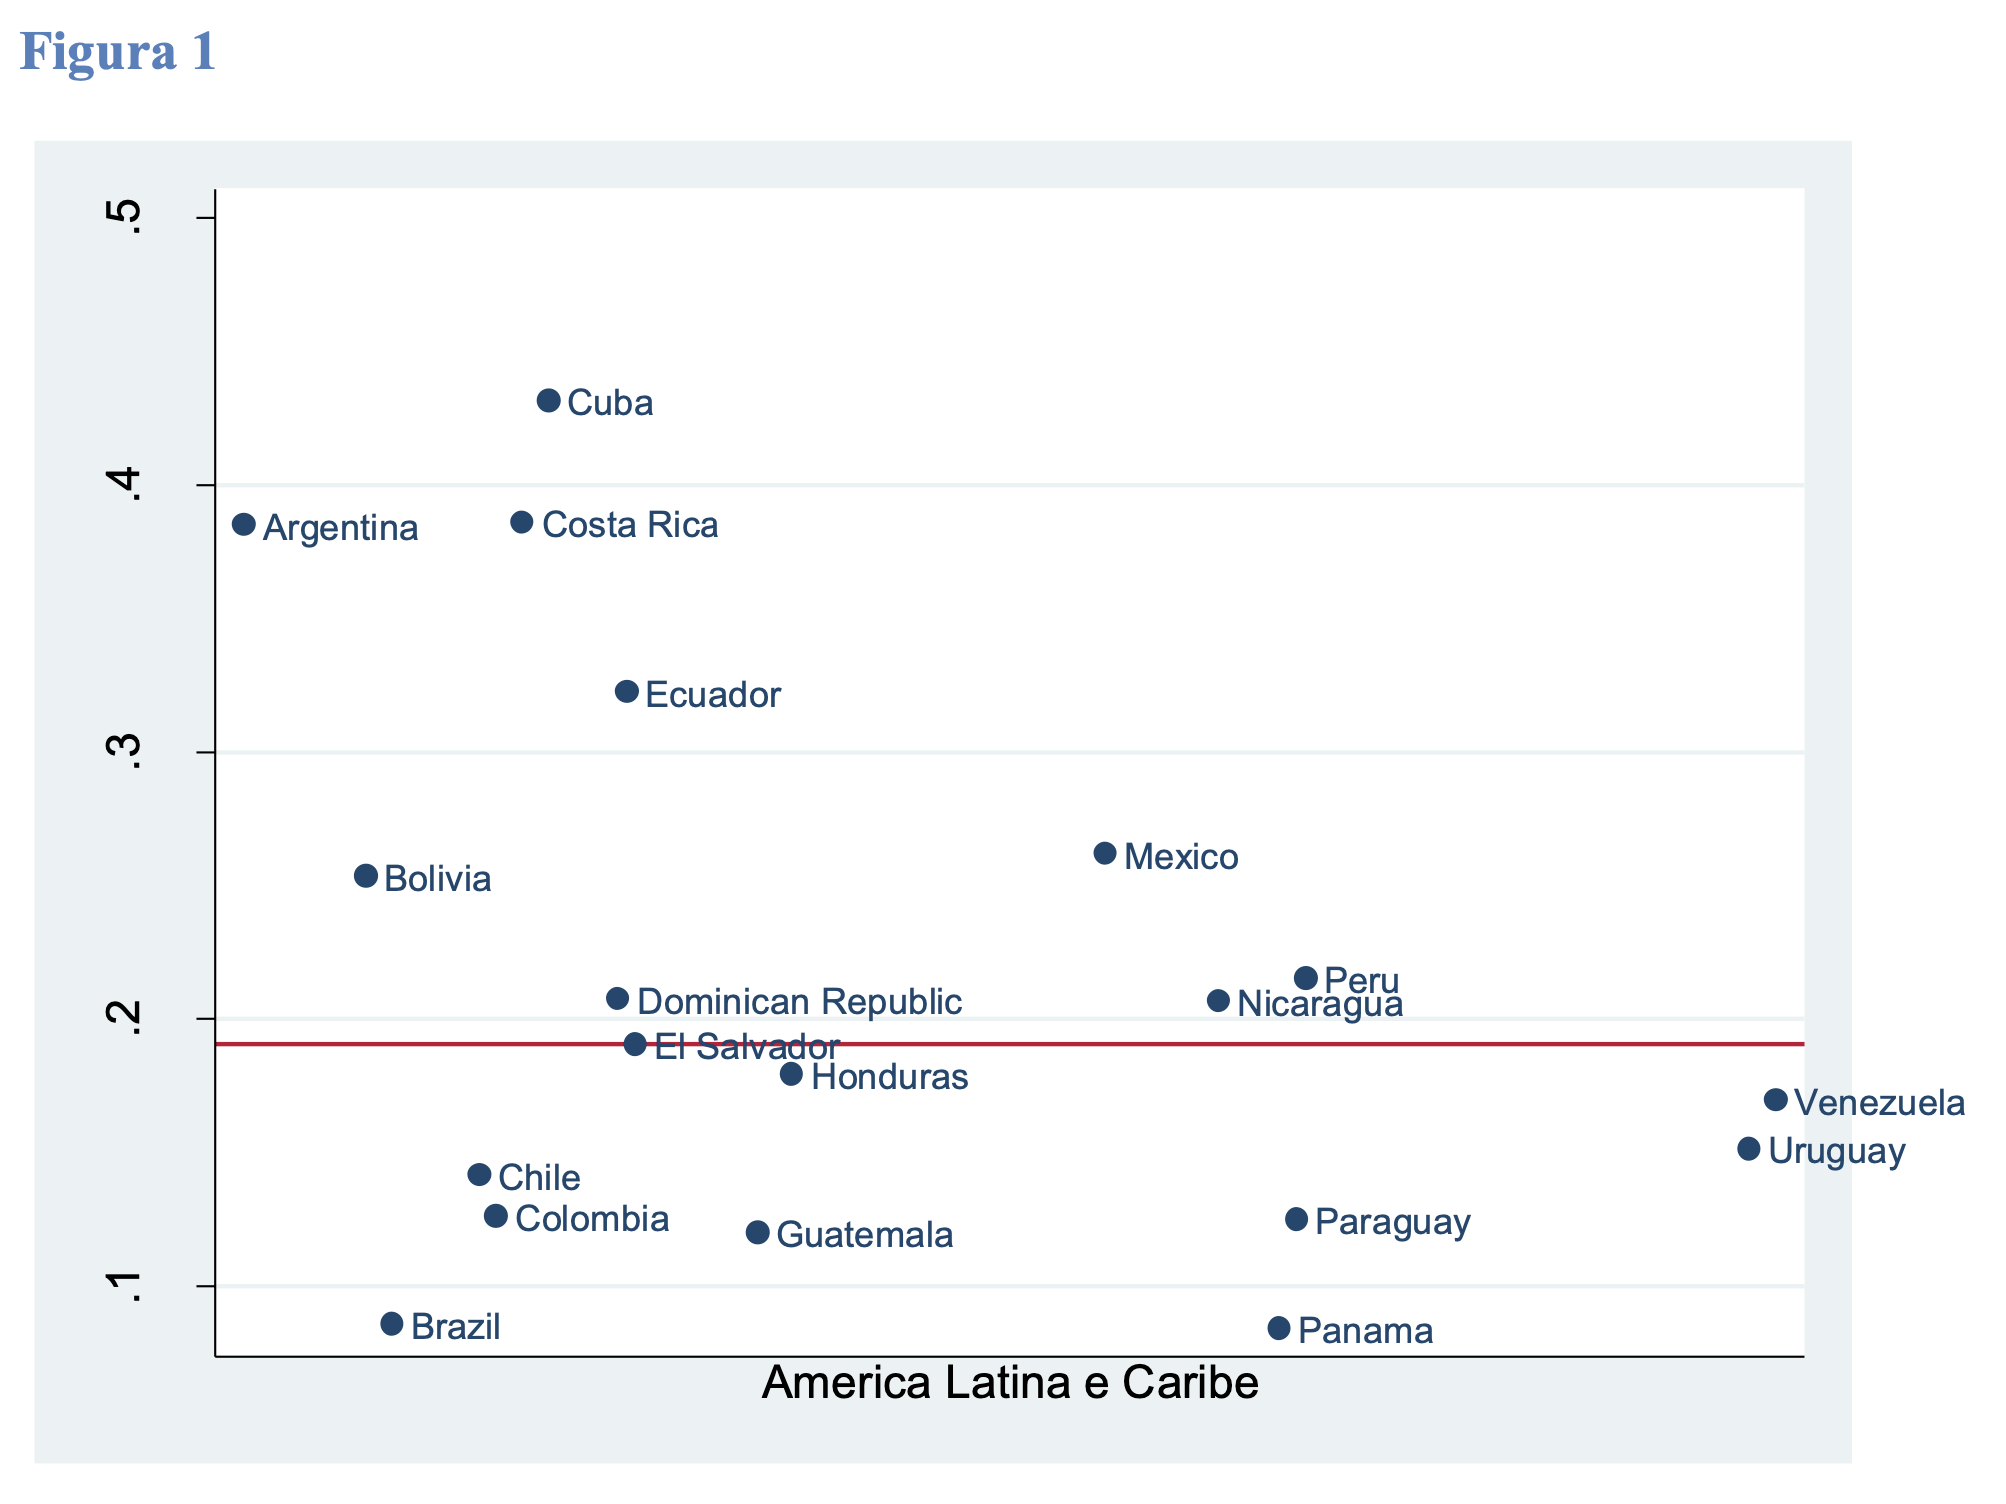 Figura 1
.5
Cuba
.4
Argentina
Costa Rica
Ecuador
.3
Mexico
Bolivia
Peru
Dominican Republic
Nicaragua
.2
El Salvador
Honduras
Venezuela
Uruguay
Chile
Colombia
Paraguay
Guatemala
.1
Brazil
Panama
America Latina e Caribe